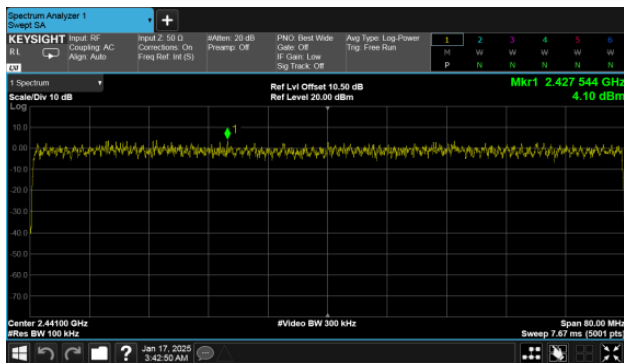 Spectrum Analyzer 1
Swept SA
+
KEYSIGHT
Input: RF
Input Z: 50 Ω
#Atten: 20 dB
PNO: Best Wide
Avg Type: Log-Power
1 2 3 4 5 6
R L
Coupling: AC
Corrections: On
Preamp: Off
Gate: Off
Trig: Free Run
M W W W W W
Align: Auto
Freq Ref: Int (S)
IF Gain: Low
P N N N N N
LXI
Sig Track: Off
1 Spectrum
Ref Lvl Offset 10.50 dB
Mkr1 2.427 544 GHz
Scale/Div 10 dB
Ref Level 20.00 dBm
4.10 dBm
Log
10.0
1
0.00
-10.0
-20.0
-30.0
-40.0
-50.0
-60.0
-70.0
Center 2.44100 GHz
#Video BW 300 kHz
Span 80.00 MHz
#Res BW 100 kHz
Sweep 7.67 ms (5001 pts)
?
Jan 17, 2025
3:42:50 AM